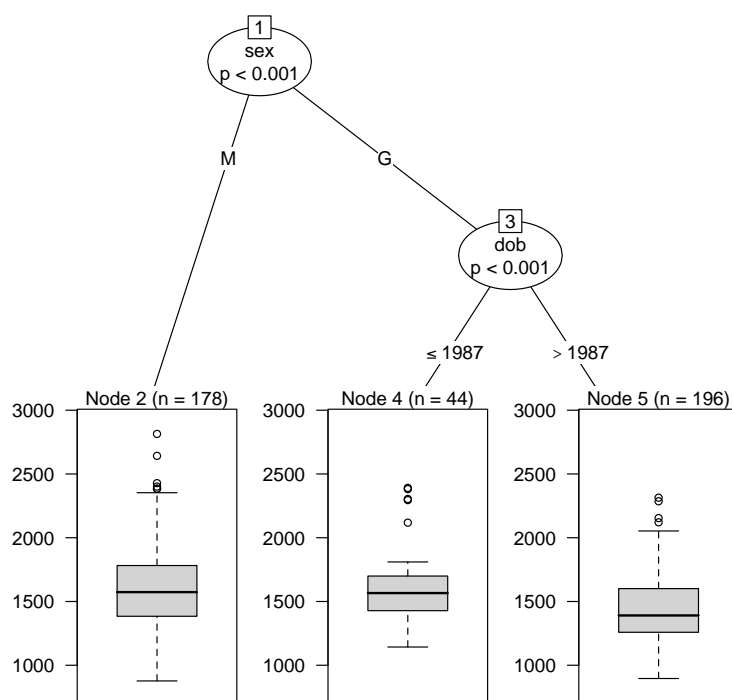 1
sex
p < 0.001
M
G
3
dob
p < 0.001
≤ 1987
> 1987
Node 2 (n = 178)
3000
2500
2000
1500
1000
Node 4 (n = 44)
3000
2500
2000
1500
1000
Node 5 (n = 196)
3000
2500
2000
1500
1000